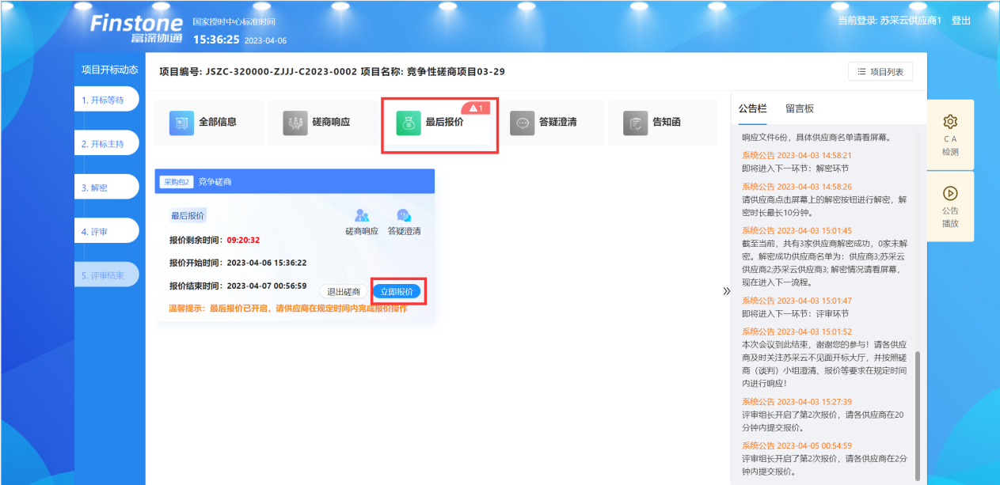 Finstone
富深协通
国家授时中心标准时间
15:36:25 2023-04-06
当前登录: 苏采云供应商1 登出
项目开标动态
1. 开标等待
2. 开标主持
3. 解密
4. 评审
5. 评审结束
项目编号: JSZC-320000-ZJJJ-C2023-0002 项目名称: 竞争性磋商项目03-29
项目列表
全部信息
磋商响应
最后报价
1
答疑澄清
告知函
采购包2 竞争磋商
最后报价
磋商响应
答疑澄清
报价剩余时间: 09:20:32
报价开始时间: 2023-04-06 15:36:22
报价结束时间: 2023-04-07 00:56:59
退出磋商
立即报价
温馨提示: 最后报价已开启, 请供应商在规定时间内完成报价操作
公告栏
留言板
响应文件6份, 具体供应商名单请看屏幕。
系统公告 2023-04-03 14:58:21
即将进入下一环节: 解密环节
系统公告 2023-04-03 14:58:26
请供应商点击屏幕上的解密按钮进行解密, 解
密时长最长10分钟。
系统公告 2023-04-03 15:01:45
截至当前, 共有3家供应商解密成功, 0家未解
密。解密成功供应商名单为: 供应商3;苏采云
供应商2;苏采云供应商3; 解密情况请看屏幕,
现在进入下一流程。
系统公告 2023-04-03 15:01:47
即将进入下一环节: 评审环节
系统公告 2023-04-03 15:01:52
本次会议到此结束, 谢谢您的参与! 请各供应
商及时关注苏采云不见面开标大厅, 并按照磋
商（谈判）小组澄清、报价等要求在规定时间
内进行响应!
系统公告 2023-04-03 15:27:39
评审组长开启了第2次报价, 请各供应商在20
分钟内提交报价。
系统公告 2023-04-05 00:54:59
评审组长开启了第2次报价, 请各供应商在2分
钟内提交报价。
CA
检测
公告
播放